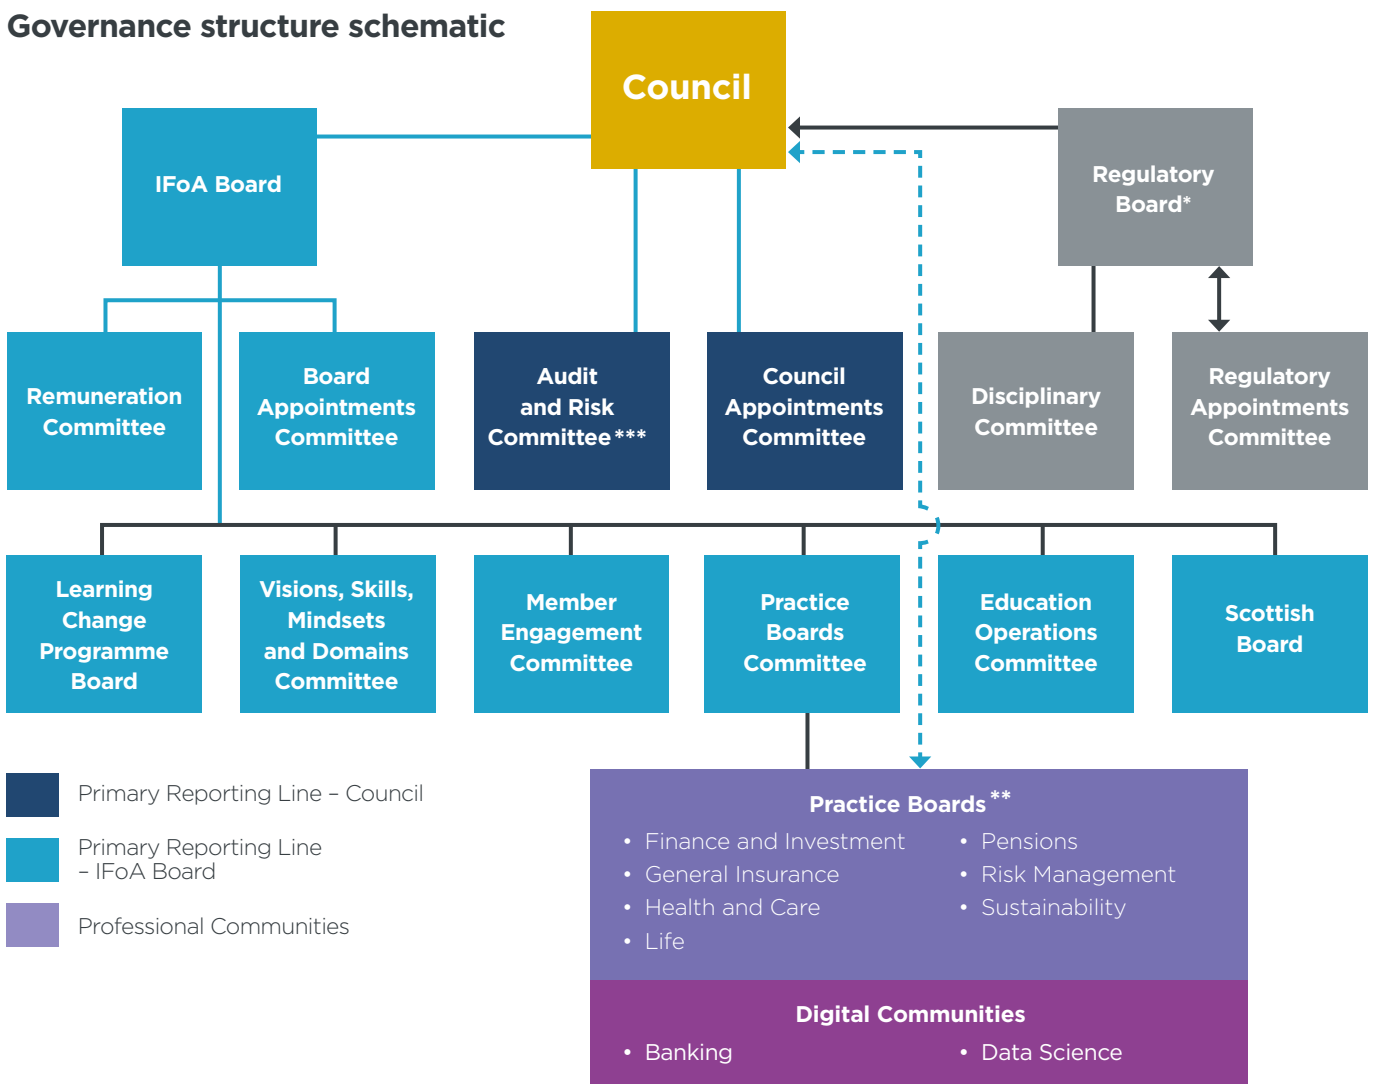 Governance structure schematic
Council
IFoA Board
Regulatory
Board*
Remuneration
Committee
Board
Appointments
Committee
Audit
and Risk
Committee***
Council
Appointments
Committee
Disciplinary
Committee
Regulatory
Appointments
Committee
Learning
Change
Programme
Board
Visions, Skills,
Mindsets
and Domains
Committee
Member
Engagement
Committee
Practice
Boards
Committee
Education
Operations
Committee
Scottish
Board
Primary Reporting Line – Council
Primary Reporting Line
– IFoA Board
Professional Communities
Practice Boards**
• Finance and Investment
• General Insurance
• Health and Care
• Life
• Pensions
• Risk Management
• Sustainability
Digital Communities
• Banking
• Data Science